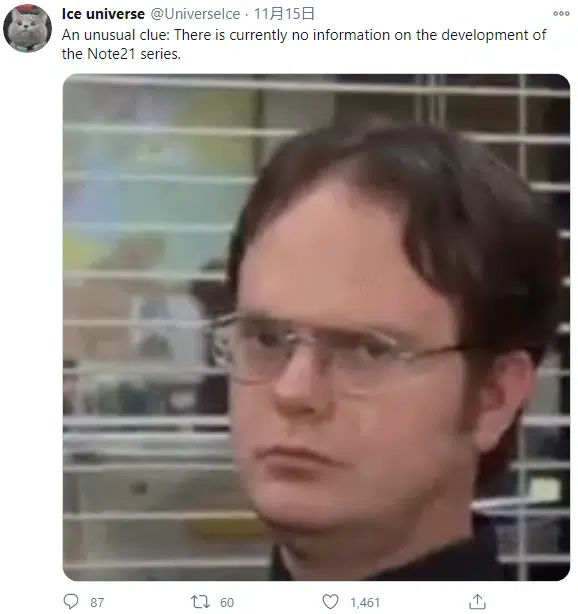 Ice universe @UniverseIce · 11月15日
An unusual clue: There is currently no information on the development of
the Note21 series.
87 60 1,461